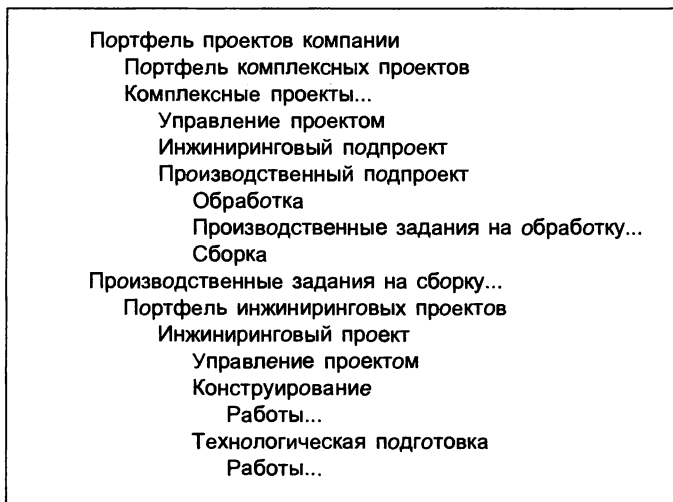 Портфель проектов компании
Портфель комплексных проектов
Комплексные проекты...
Управление проектом
Инжиниринговый подпроект
Производственный подпроект
Обработка
Производственные задания на обработку...
Сборка
Производственные задания на сборку...
Портфель инжиниринговых проектов
Инжиниринговый проект
Управление проектом
Конструирование
Работы...
Технологическая подготовка
Работы...